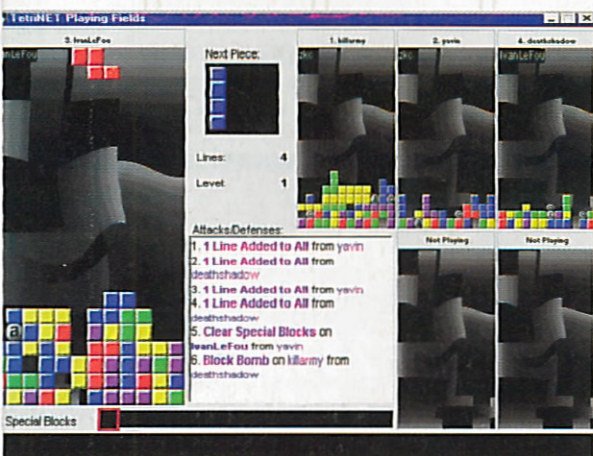 TetriNET Playing Fields
3. IvanLeFou
Next Piece:
1. killarmy
2. yavin
4. deathshadow
IvanLeFou
Lines: 4
Level: 1
Attacks/Defenses:
1. 1 Line Added to All from yavin
2. 1 Line Added to All from
deathshadow
3. 1 Line Added to All from yavin
4. 1 Line Added to All from
deathshadow
5. Clear Special Blocks on
IvanLeFou from yavin
6. Block Bomb on killarmy from
deathshadow
Not Playing
Not Playing
a
Special Blocks